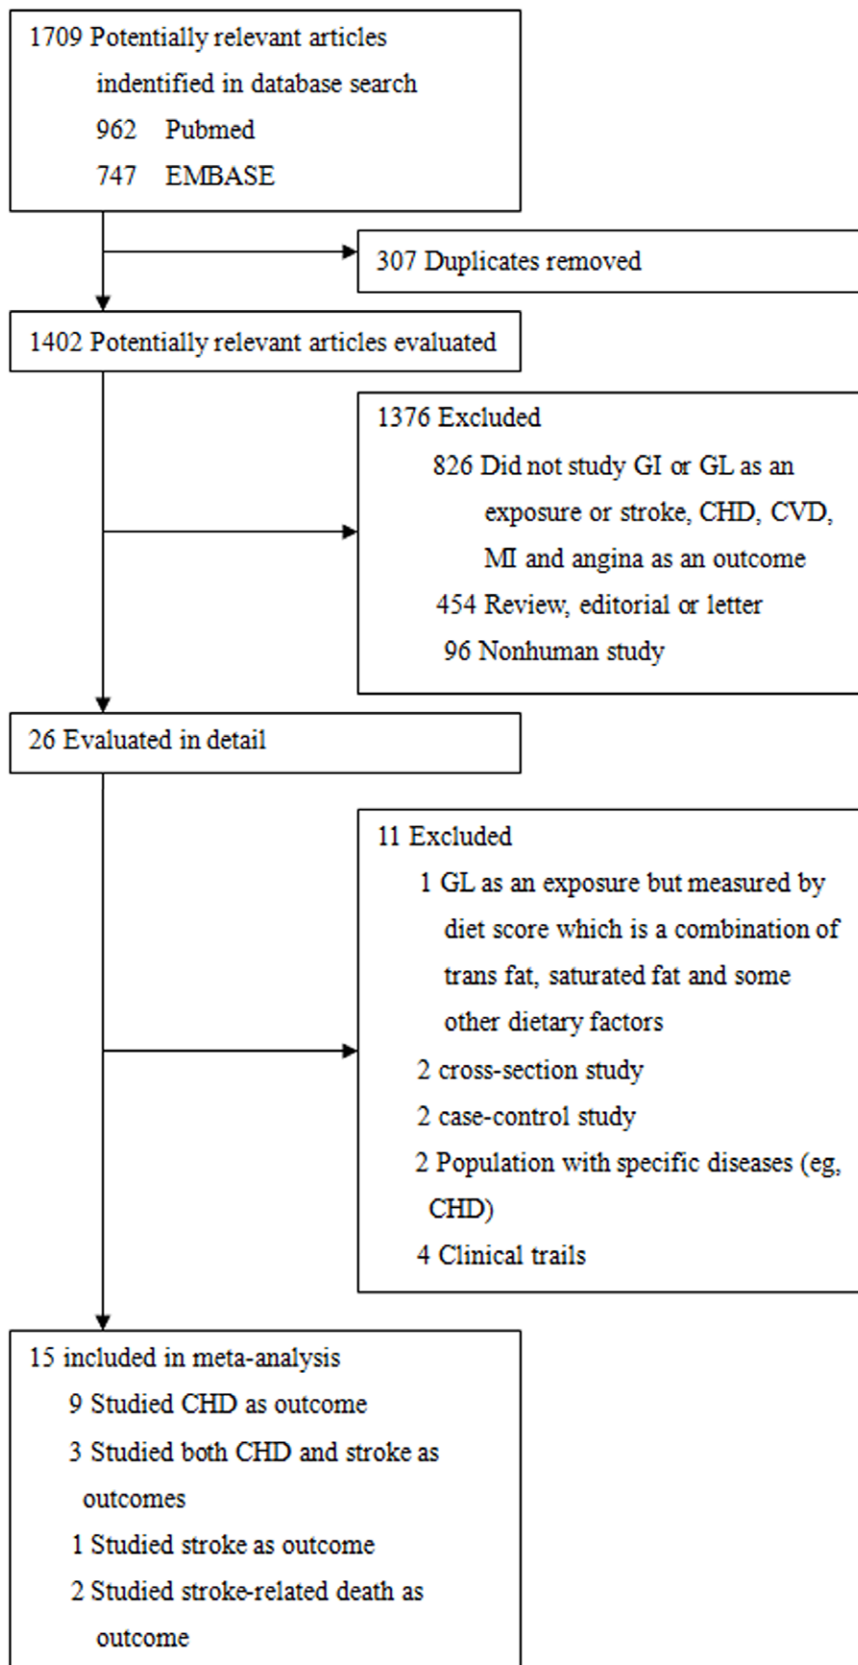 1709 Potentially relevant articles
indentified in database search
962 Pubmed
747 EMBASE
307 Duplicates removed
1402 Potentially relevant articles evaluated
1376 Excluded
826 Did not study GI or GL as an
exposure or stroke, CHD, CVD,
MI and angina as an outcome
454 Review, editorial or letter
96 Nonhuman study
26 Evaluated in detail
11 Excluded
1 GL as an exposure but measured by
diet score which is a combination of
trans fat, saturated fat and some
other dietary factors
2 cross-section study
2 case-control study
2 Population with specific diseases (eg,
CHD)
4 Clinical trails
15 included in meta-analysis
9 Studied CHD as outcome
3 Studied both CHD and stroke as
outcomes
1 Studied stroke as outcome
2 Studied stroke-related death as
outcome